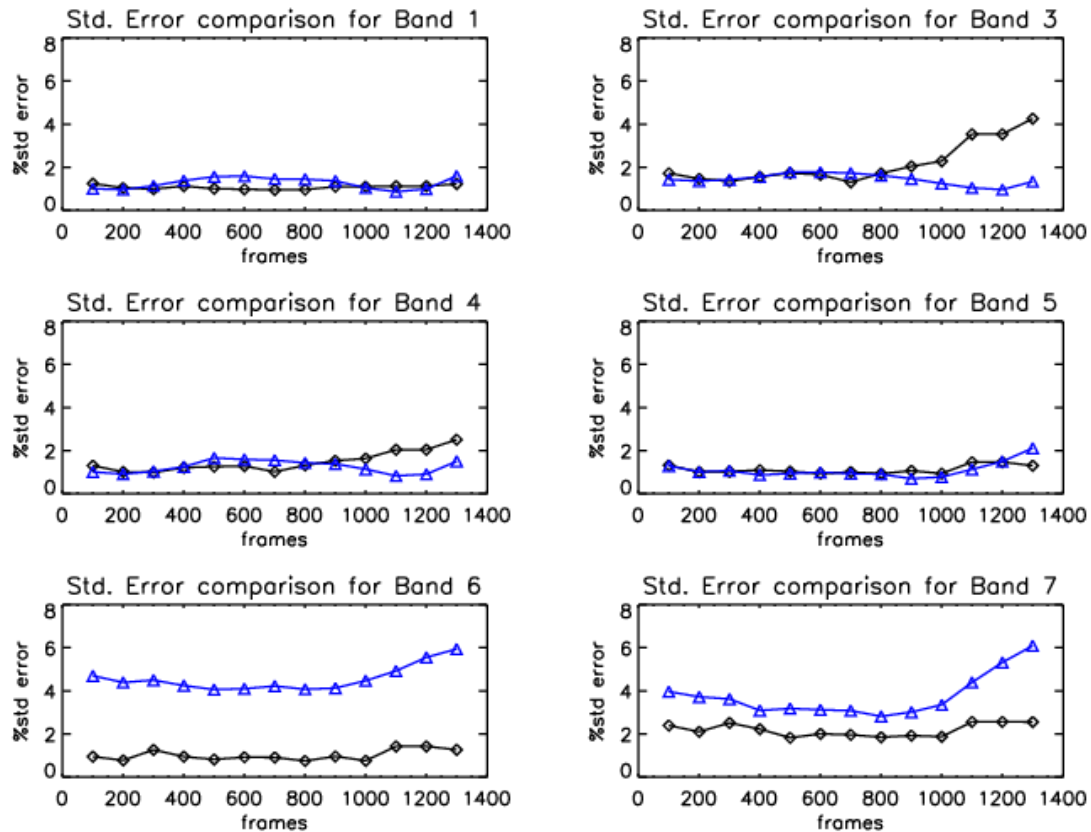 Std. Error comparison for Band 1
8
6
4
2
0
%std error
0 200 400 600 800 1000 1200 1400
frames
Std. Error comparison for Band 3
8
6
4
2
0
%std error
0 200 400 600 800 1000 1200 1400
frames
Std. Error comparison for Band 4
8
6
4
2
0
%std error
0 200 400 600 800 1000 1200 1400
frames
Std. Error comparison for Band 5
8
6
4
2
0
%std error
0 200 400 600 800 1000 1200 1400
frames
Std. Error comparison for Band 6
8
6
4
2
0
%std error
0 200 400 600 800 1000 1200 1400
frames
Std. Error comparison for Band 7
8
6
4
2
0
%std error
0 200 400 600 800 1000 1200 1400
frames